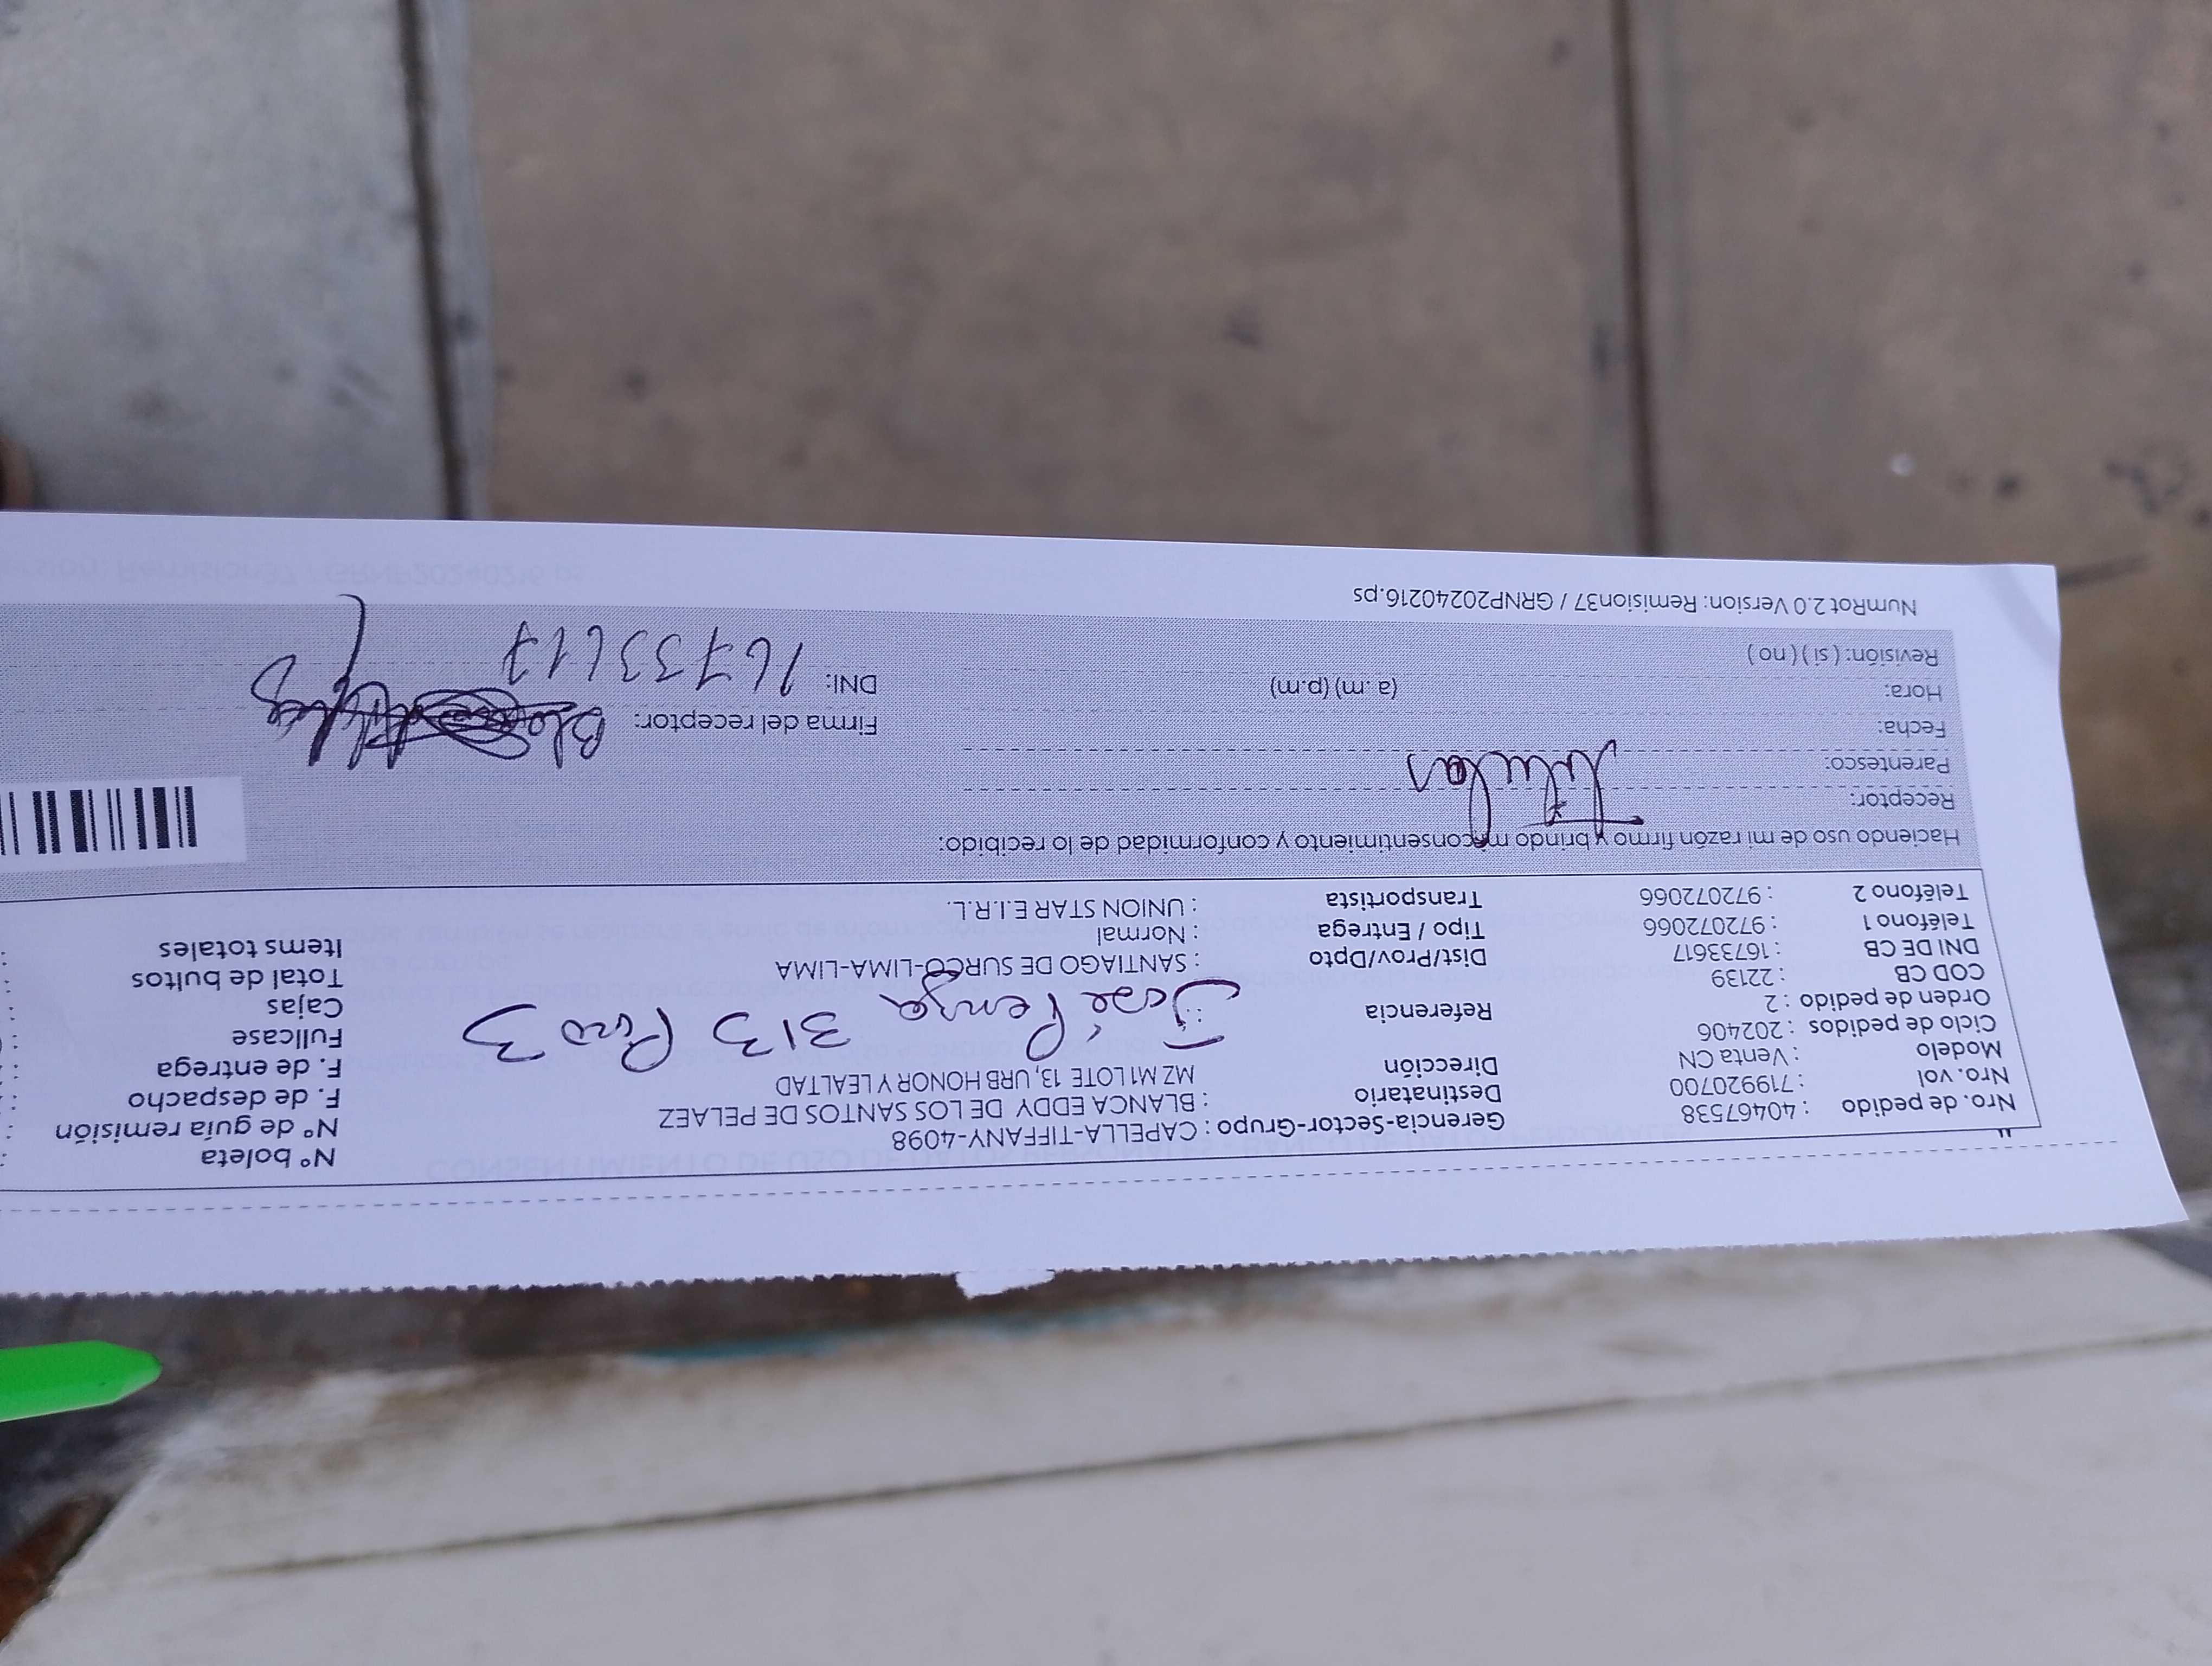 Nro. de pedido : 40467538 Gerencia-Sector-Grupo : CAPELLA-TIFFANY-4098 Nº boleta :
Nro. vol : 719920700 Destinatario : BLANCA EDDY DE LOS SANTOS DE PELAEZ Nº de guía remisión :
Modelo : Venta CN Dirección MZ M1 LOTE 13, URB HONOR Y LEALTAD F. de despacho :
Ciclo de pedidos : 202406 F. de entrega :
José 313 Piso 3
Orden de pedido : 2 Referencia : Fullcase :
COD CB : 22139 Dist/Prov/Dpto : SANTIAGO DE SURCO-LIMA-LIMA Cajas :
DNI DE CB : 16733617 Tipo / Entrega : Normal Total de bultos :
Teléfono 1 : 972072066 Transportista : UNION STAR E.I.R.L. Items totales :
Teléfono 2 : 972072066
Haciendo uso de mi razón firmo y brindo mi consentimiento y conformidad de lo recibido:
Receptor: Titular
Parentesco:
Fecha: Firma del receptor:
Hora: (a.m) (p.m) DNI: 16733617
Revisión: ( si ) ( no )
NumRot 2.0 Version: Remision37 / GRNP20240216.ps